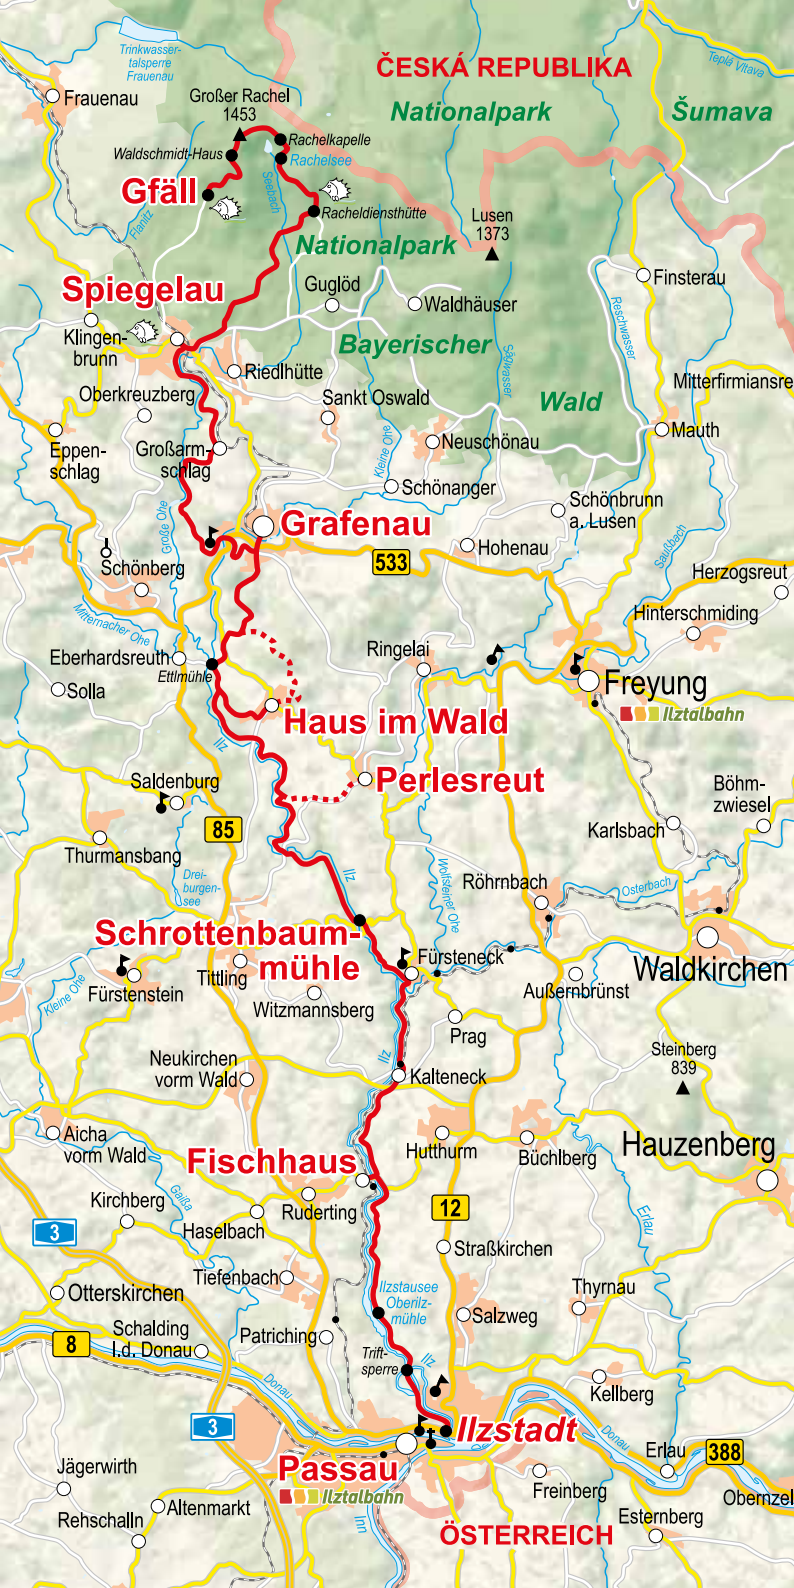 Trinkwasser-
talsperre
Frauenau
ČESKÁ REPUBLIKA
Teplá Vltava
Frauenau
Großer Rachel
1453
Nationalpark
Šumava
Rachelkapelle
Waldschmidt-Haus
Rachelsee
Seebach
Gfäll
Flanitz
Racheldiensthütte
Lusen
1373
Nationalpark
Finsterau
Spiegelau
Guglöd
Waldhäuser
Reschwasser
Klingen-
brunn
Bayerischer
Sagwasser
Riedlhütte
Mitterfirmiansre
Oberkreuzberg
Sankt Oswald
Wald
Mauth
Eppen-
schlag
Großarm-
schlag
Kleine Ohe
Neuschönau
Schönanger
Schönbrunn
a. Lusen
Große Ohe
Grafenau
Saußbach
Hohenau
533
Schönberg
Herzogsreut
Mitternacher Ohe
Hinterschmiding
Eberhardsreuth
Ettlmühle
Ringelai
Solla
Freyung
Ilztalbahn
Haus im Wald
Ilz
Perlesreut
Saldenburg
Böhm-
zwiesel
85
Karlsbach
Thurmansbang
Drei-
burgen-
see
Ilz
Wolfsteiner Ohe
Röhrnbach
Osterbach
Schrottenbaum-
mühle
Fürsteneck
Waldkirchen
Tittling
Fürstenstein
Kleine Ohe
Außernbrünst
Witzmannsberg
Prag
Ilz
Steinberg
839
Neukirchen
vorm Wald
Kalteneck
Aicha
vorm Wald
Hutthurm
Büchlberg
Hauzenberg
Fischhaus
Gaißa
Kirchberg
Ruderting
12
Haselbach
Erlau
3
Straßkirchen
Tiefenbach
Ilzstausee
Oberilz-
mühle
Otterskirchen
Thyrnau
Salzweg
Schalding
l.d. Donau
8
Patriching
Trift-
sperre
Ilz
Donau
Kellberg
3
Ilzstadt
Donau
Passau
Ilztalbahn
Erlau
388
Jägerwirth
Freinberg
Obernzel
Altenmarkt
Rehschalln
Inn
Esternberg
ÖSTERREICH